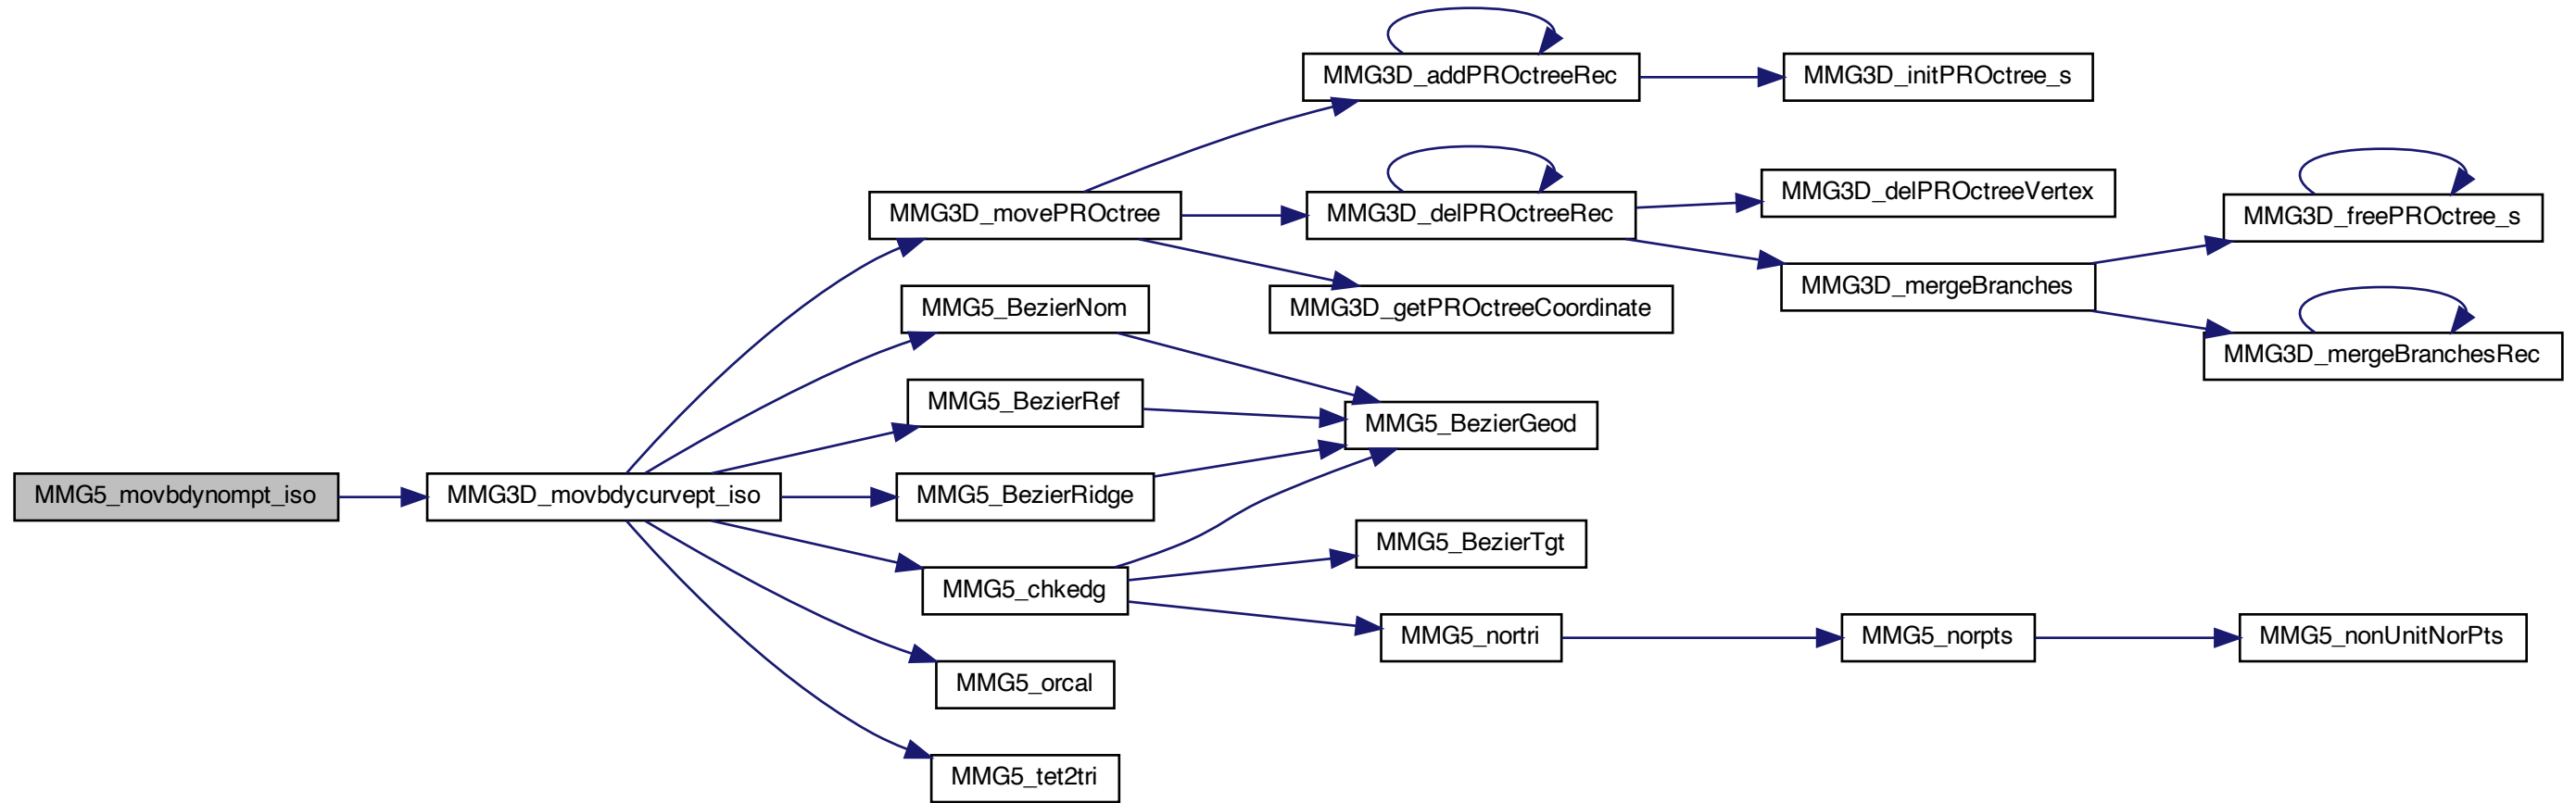 MMG3D_addPROctreeRec
MMG3D_initPROctree_s
MMG3D_movePROctree
MMG3D_delPROctreeRec
MMG3D_delPROctreeVertex
MMG3D_freePROctree_s
MMG5_BezierNom
MMG3D_getPROctreeCoordinate
MMG3D_mergeBranches
MMG3D_mergeBranchesRec
MMG5_BezierRef
MMG5_BezierGeod
MMG5_movbdynompt_iso
MMG3D_movbdycurvept_iso
MMG5_BezierRidge
MMG5_BezierTgt
MMG5_chkedg
MMG5_nortri
MMG5_norpts
MMG5_nonUnitNorPts
MMG5_orcal
MMG5_tet2tri